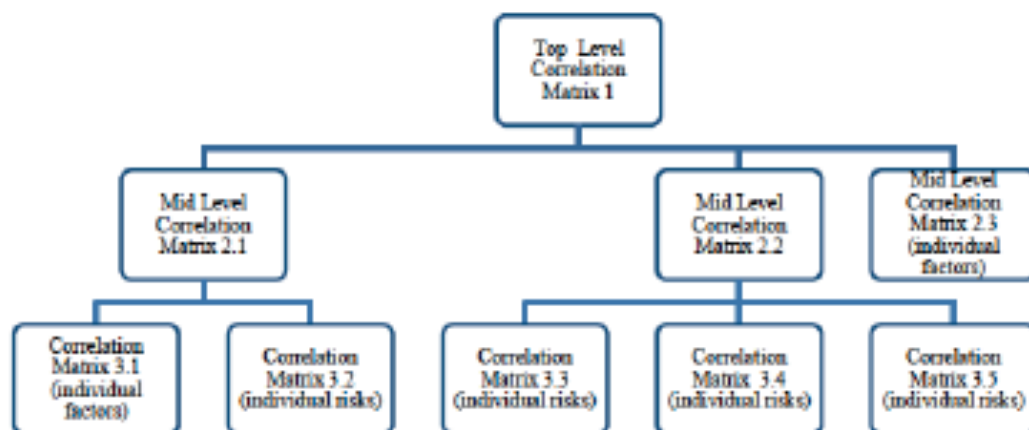 Top Level
Correlation
Matrix 1
Mid Level
Correlation
Matrix 2.1
Mid Level
Correlation
Matrix 2.2
Mid Level
Correlation
Matrix 2.3
(individual
factors)
Correlation
Matrix 3.1
(individual
factors)
Correlation
Matrix 3.2
(individual risks)
Correlation
Matrix 3.3
(individual risks)
Correlation
Matrix 3.4
(individual risks)
Correlation
Matrix 3.5
(individual risks)